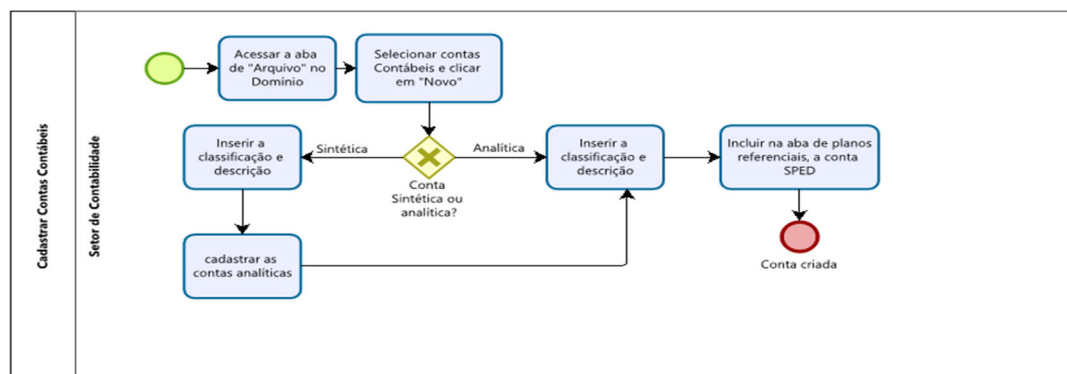 Cadastrar Contas Contábeis
Setor de Contabilidade
Acessar a aba
de "Arquivo" no
Domínio
Selecionar contas
Contábeis e clicar
em "Novo"
Inserir a
classificação e
descrição
Sintética
Conta
Sintética ou
analítica?
Analítica
Inserir a
classificação e
descrição
Incluir na aba de planos
referenciais, a conta
SPED
cadastrar as
contas analíticas
Conta criada